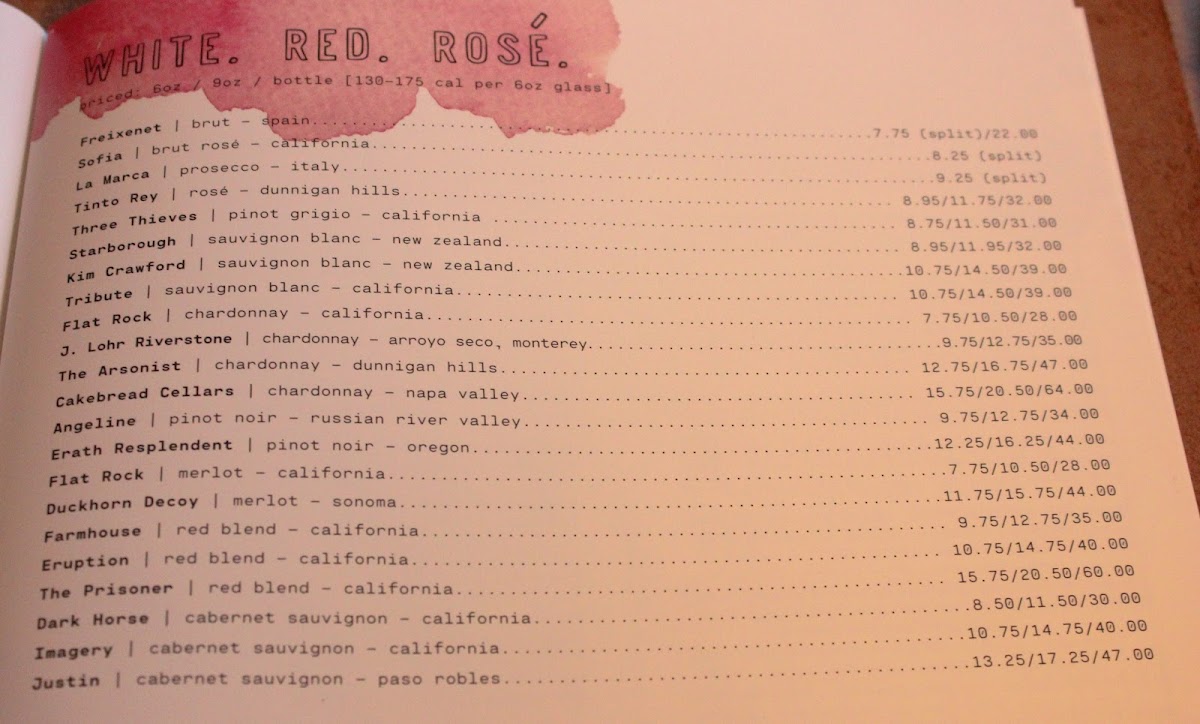 WHITE. RED. ROSÉ.
priced: 6oz / 9oz / bottle [130-175 cal per 6oz glass]
Freixenet | brut – spain...7.75 (split)/22.00
Sofia | brut rosé – california...8.25 (split)
La Marca | prosecco – italy...9.25 (split)
Tinto Rey | rosé – dunnigan hills... 8.95/11.75/32.00
Three Thieves | pinot grigio – california ... 8.75/11.50/31.00
Starborough | sauvignon blanc – new zealand... 8.95/11.95/32.00
Kim Crawford | sauvignon blanc – new zealand...10.75/14.50/39.00
Tribute | sauvignon blanc – california... 10.75/14.50/39.00
Flat Rock | chardonnay – california... 7.75/10.50/28.00
J. Lohr Riverstone | chardonnay – arroyo seco, monterey...9.75/12.75/35.00
The Arsonist | chardonnay – dunnigan hills... 12.75/16.75/47.00
Cakebread Cellars | chardonnay – napa valley... 15.75/20.50/64.00
Angeline | pinot noir – russian river valley... 9.75/12.75/34.00
Erath Resplendent | pinot noir – oregon...12.25/16.25/44.00
Flat Rock | merlot – california...7.75/10.50/28.00
Duckhorn Decoy | merlot – sonoma...11.75/15.75/44.00
Farmhouse | red blend – california... 9.75/12.75/35.00
Eruption | red blend – california... 10.75/14.75/40.00
The Prisoner | red blend – california... 15.75/20.50/60.00
Dark Horse | cabernet sauvignon – california...8.50/11.50/30.00
Imagery | cabernet sauvignon – california...10.75/14.75/40.00
Justin | cabernet sauvignon – paso robles...13.25/17.25/47.00